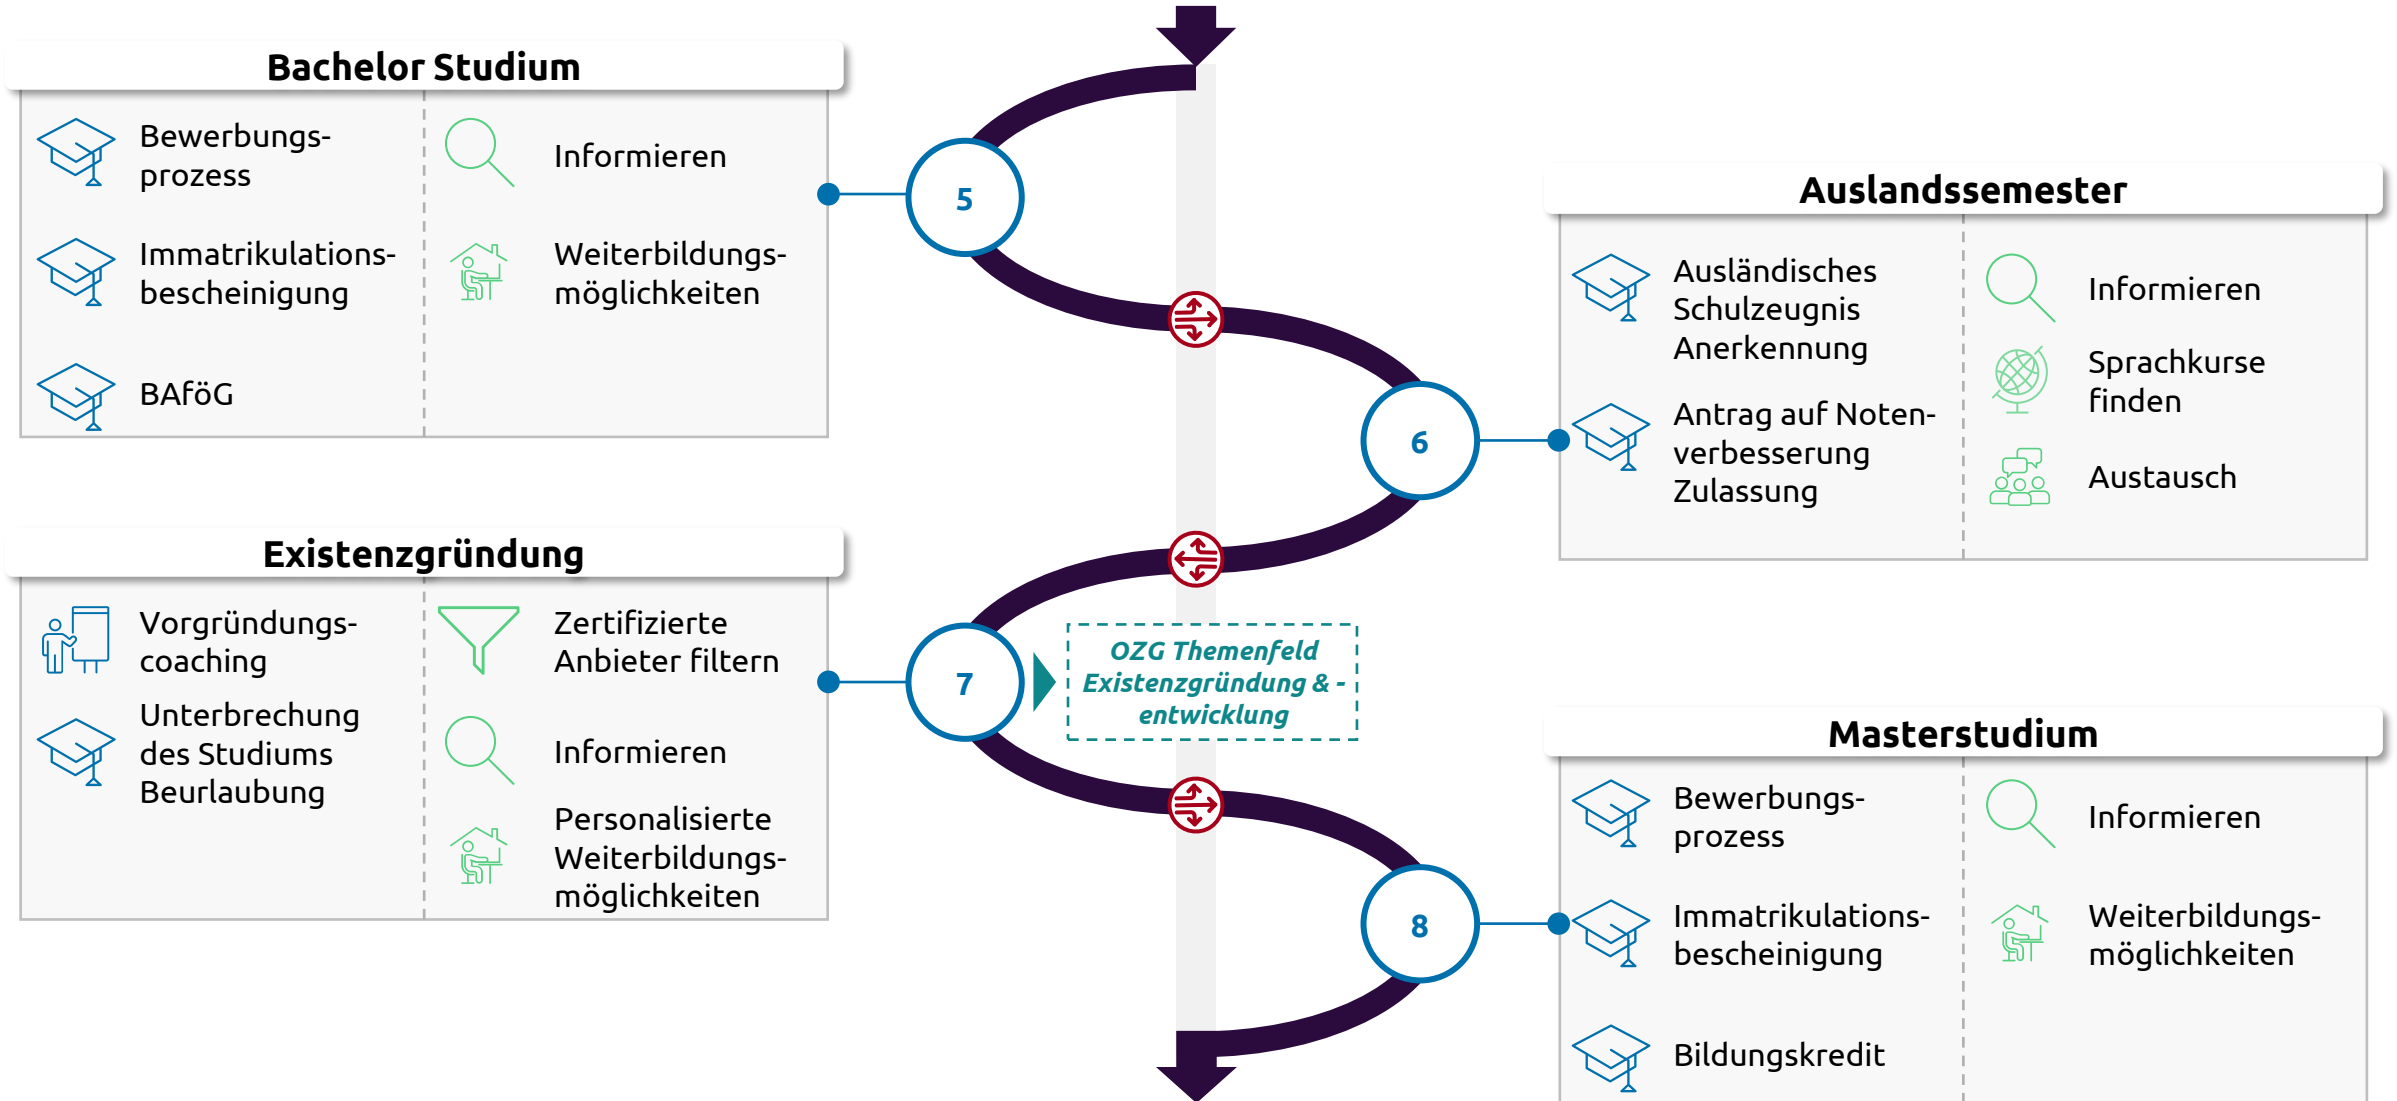 Bachelor Studium
Bewerbungs-
prozess
Immatrikulations-
bescheinigung
BAföG
Informieren
Weiterbildungs-
möglichkeiten
5
Auslandssemester
Ausländisches
Schulzeugnis
Anerkennung
Antrag auf Noten-
verbesserung
Zulassung
Informieren
Sprachkurse
finden
Austausch
6
Existenzgründung
Vorgründungs-
coaching
Unterbrechung
des Studiums
Beurlaubung
Zertifizierte
Anbieter filtern
Informieren
Personalisierte
Weiterbildungs-
möglichkeiten
7
OZG Themenfeld
Existenzgründung & -
entwicklung
Masterstudium
Bewerbungs-
prozess
Immatrikulations-
bescheinigung
Bildungskredit
Informieren
Weiterbildungs-
möglichkeiten
8